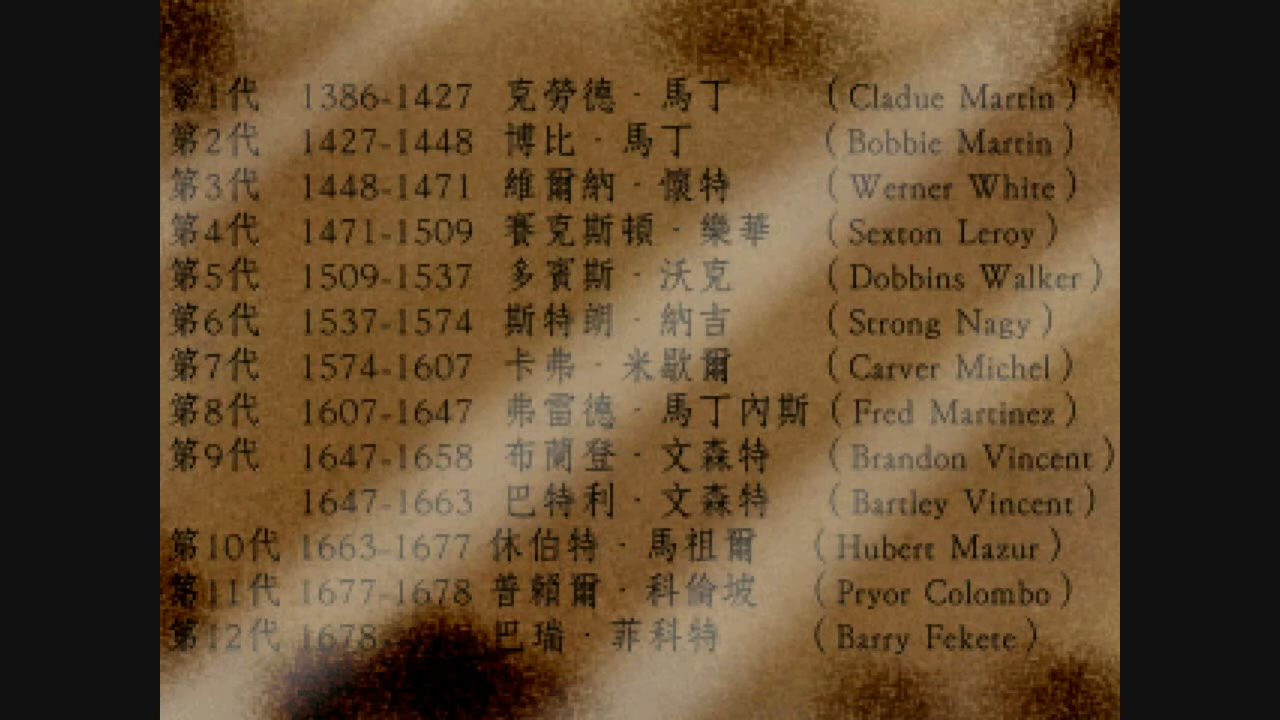 第1代 1386-1427 克勞德·馬丁 (Cladue Martin)
第2代 1427-1448 博比·馬丁 (Bobbie Martin)
第3代 1448-1471 維爾納·懷特 (Werner White)
第4代 1471-1509 賽克斯頓·樂華 (Sexton Leroy)
第5代 1509-1537 多賓斯·沃克 (Dobbins Walker)
第6代 1537-1574 斯特朗·納吉 (Strong Nagy)
第7代 1574-1607 卡弗·米歇爾 (Carver Michel)
第8代 1607-1647 弗雷德·馬丁內斯 (Fred Martinez)
第9代 1647-1658 布蘭登·文森特 (Brandon Vincent)
1647-1663 巴特利·文森特 (Bartley Vincent)
第10代 1663-1677 休伯特·馬祖爾 (Hubert Mazur)
第11代 1677-1678 普賴爾·科倫坡 (Pryor Colombo)
第12代 1678- 巴瑞·菲科特 (Barry Fekete)